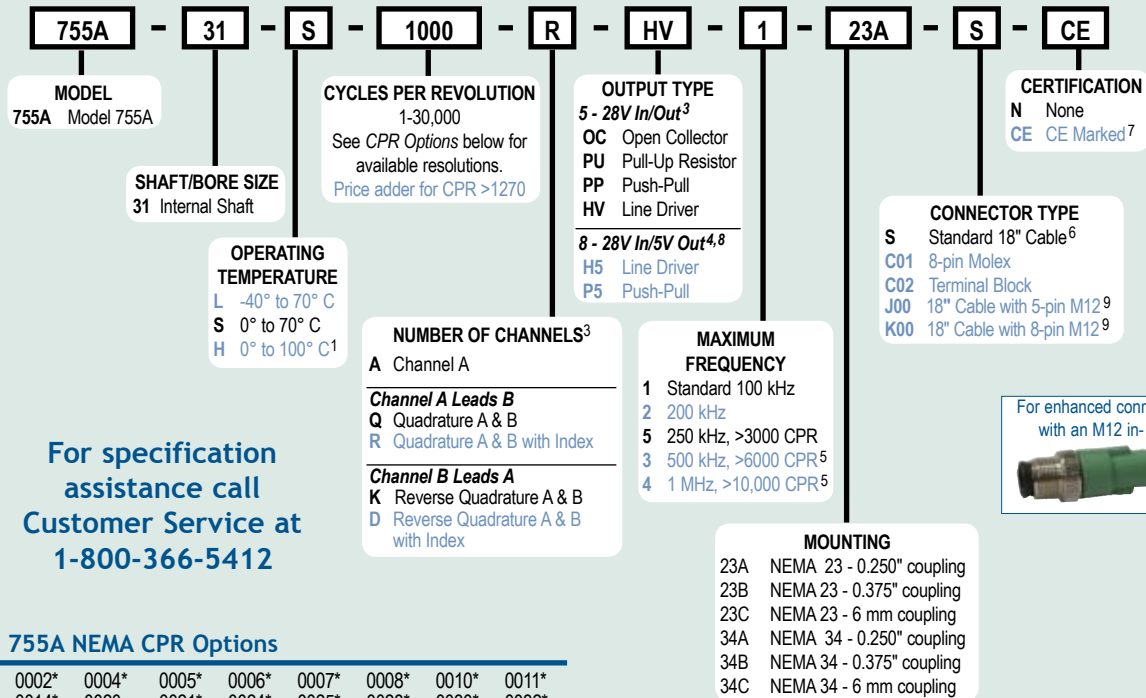 755A - 31 - S - 1000 - R - HV - 1 - 23A - S - CE
MODEL
755A Model 755A
SHAFT/BORE SIZE
31 Internal Shaft
OPERATING
TEMPERATURE
L -40° to 70° C
S 0° to 70° C
H 0° to 100° C1
CYCLES PER REVOLUTION
1-30,000
See CPR Options below for
available resolutions.
Price adder for CPR >1270
NUMBER OF CHANNELS3
A Channel A
Channel A Leads B
Q Quadrature A & B
R Quadrature A & B with Index
Channel B Leads A
K Reverse Quadrature A & B
D Reverse Quadrature A & B
with Index
OUTPUT TYPE
5 - 28V In/Out3
OC Open Collector
PU Pull-Up Resistor
PP Push-Pull
HV Line Driver
8 - 28V In/5V Out4,8
H5 Line Driver
P5 Push-Pull
MAXIMUM
FREQUENCY
1 Standard 100 kHz
2 200 kHz
5 250 kHz, >3000 CPR
3 500 kHz, >6000 CPR5
4 1 MHz, >10,000 CPR5
MOUNTING
23A NEMA 23 - 0.250" coupling
23B NEMA 23 - 0.375" coupling
23C NEMA 23 - 6 mm coupling
34A NEMA 34 - 0.250" coupling
34B NEMA 34 - 0.375" coupling
34C NEMA 34 - 6 mm coupling
CONNECTOR TYPE
S Standard 18" Cable6
C01 8-pin Molex
C02 Terminal Block
J00 18" Cable with 5-pin M12 9
K00 18" Cable with 8-pin M12 9
CERTIFICATION
N None
CE CE Marked7
For enhanced conn
with an M12 in-
For specification
assistance call
Customer Service at
1-800-366-5412
755A NEMA CPR Options
0002* 0004* 0005* 0006* 0007* 0008* 0010* 0011*